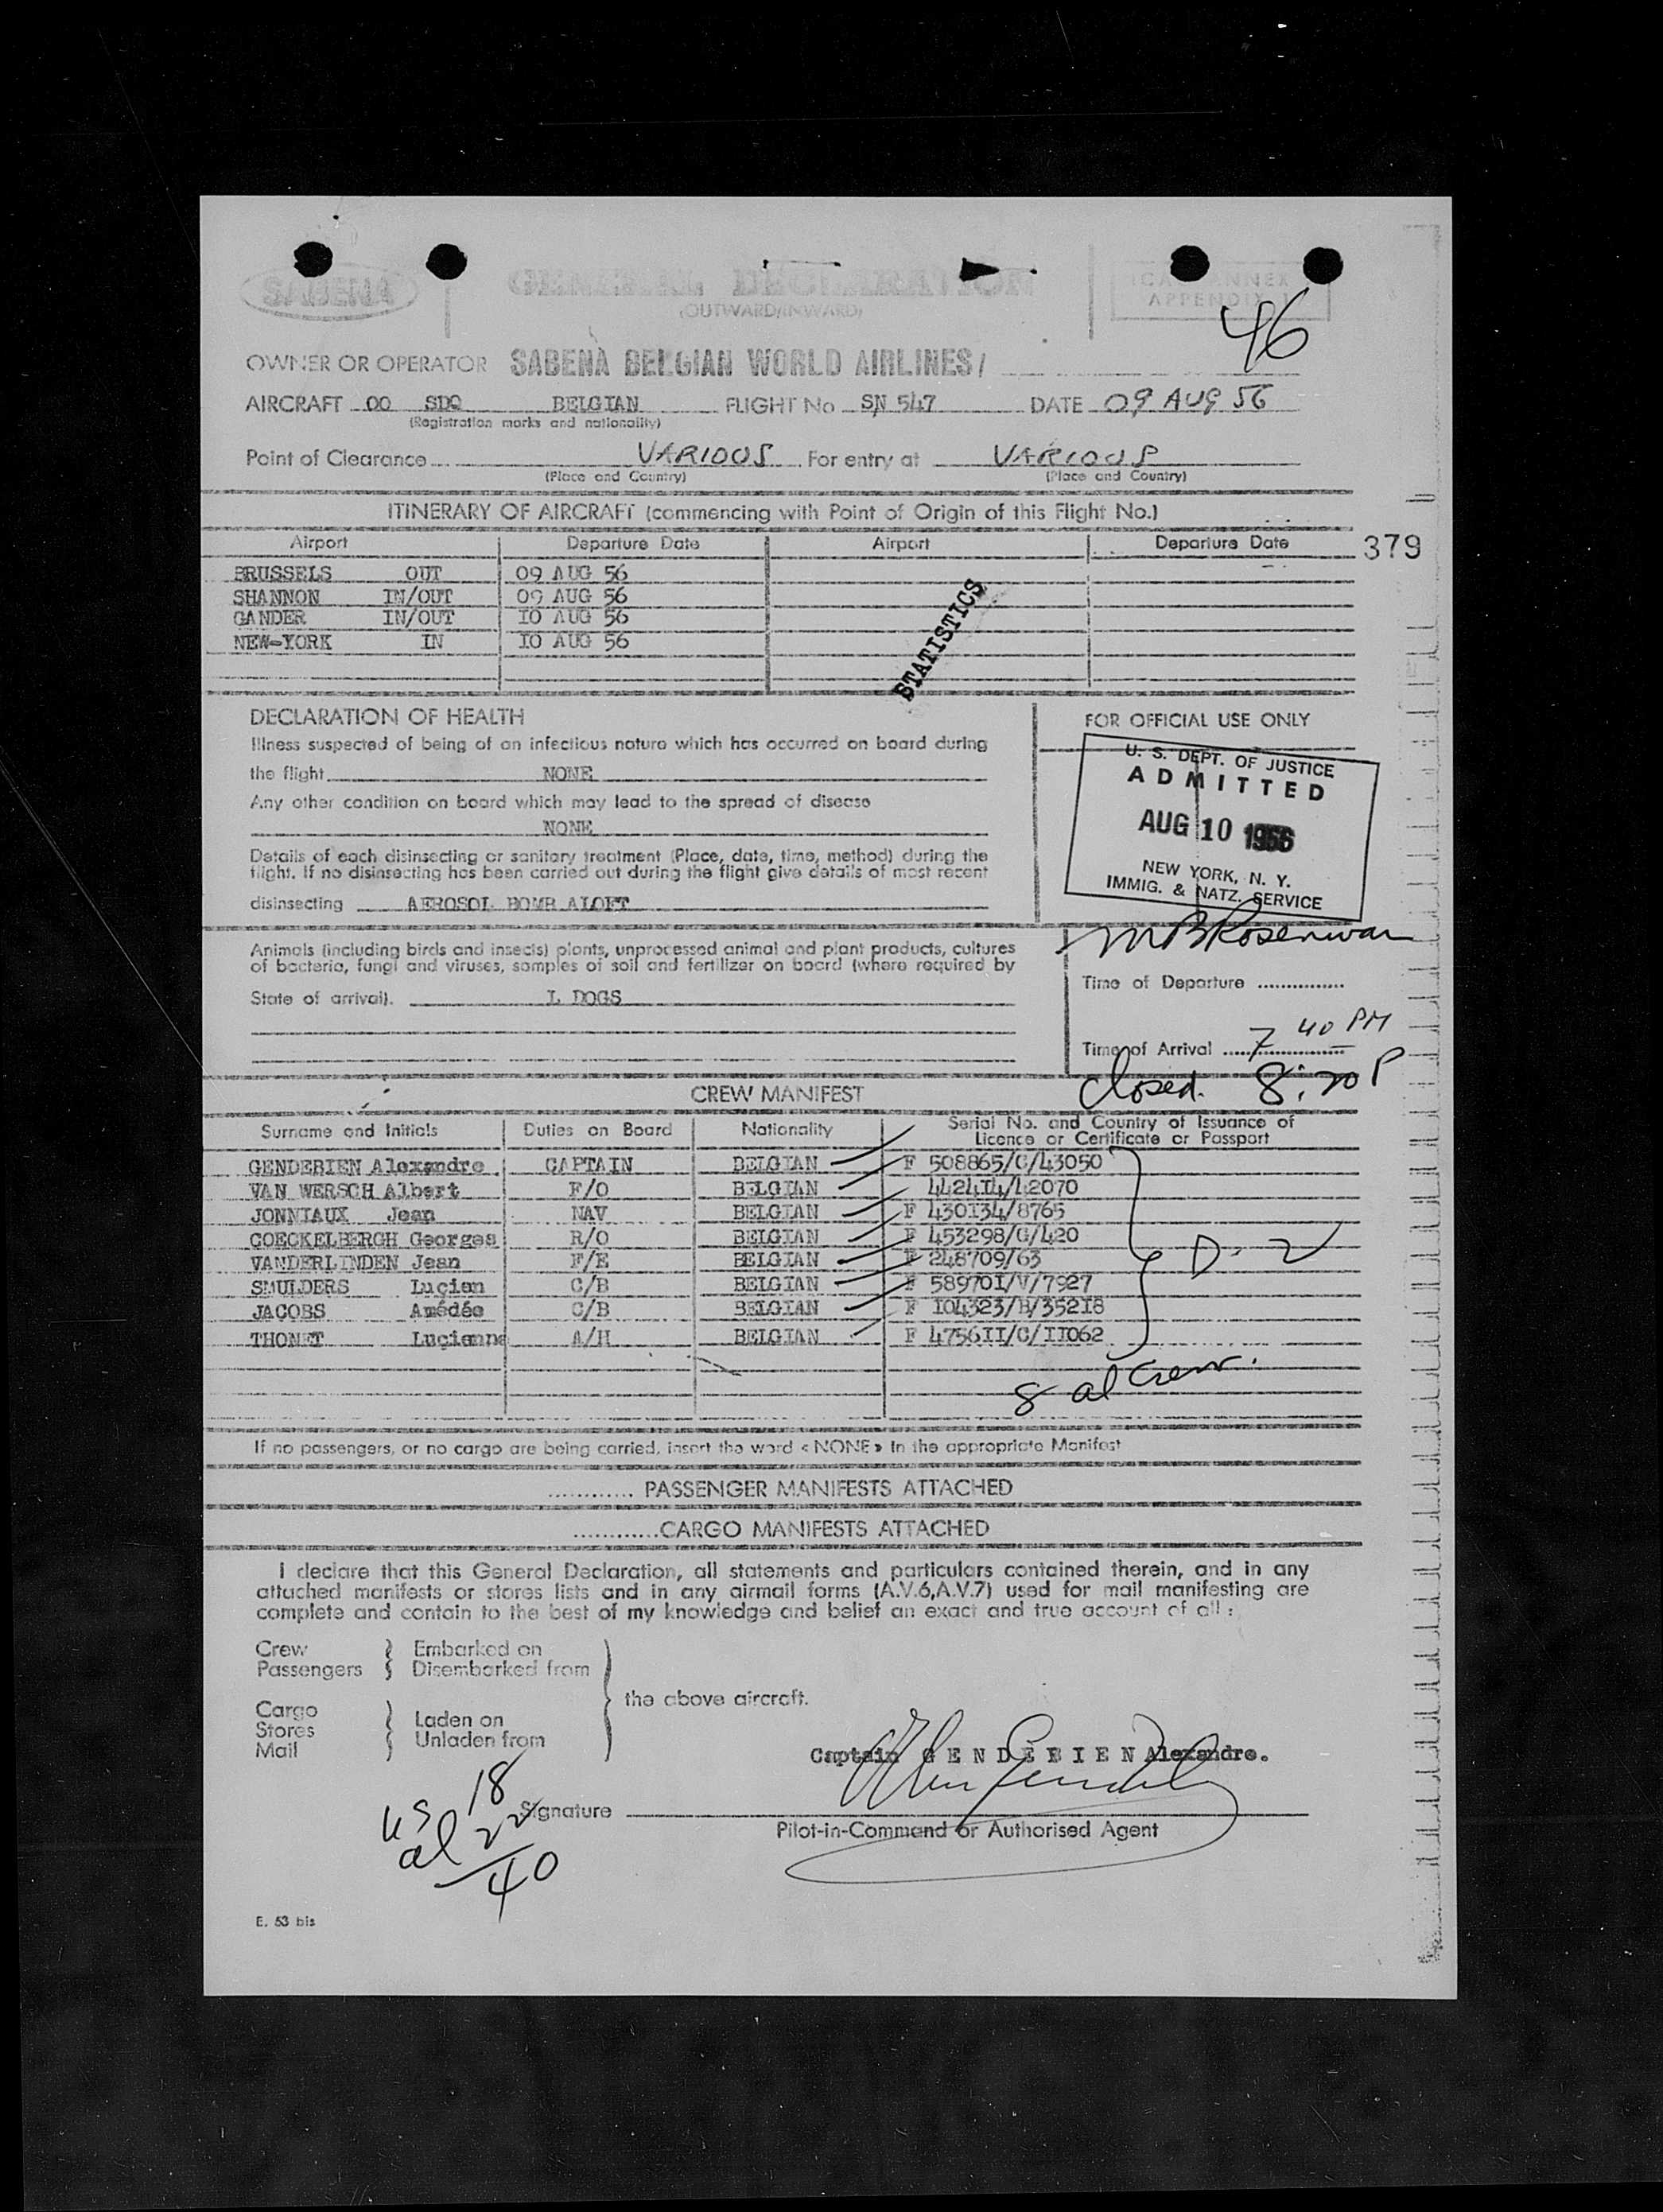 SABENA
GENERAL DECLARATION
(OUTWARD/INWARD)
ICAO ANNEX
APPENDIX 1
46
OWNER OR OPERATOR SABENA BELGIAN WORLD AIRLINES/
AIRCRAFT OO SDQ BELGIAN FLIGHT No SN 547 DATE 09 AUG 56
(Registration marks and nationality)
Point of Clearance VARIOUS For entry at VARIOUS
(Place and Country) (Place and Country)
ITINERARY OF AIRCRAFT (commencing with Point of Origin of this Flight No.)
Airport Departure Date Airport Departure Date 379
BRUSSELS OUT 09 AUG 56
SHANNON IN/OUT 09 AUG 56
GANDER IN/OUT IO AUG 56
NEW-YORK IN IO AUG 56
STATISTICS
DECLARATION OF HEALTH
Illness suspected of being of an infectious nature which has occurred on board during
the flight NONE
Any other condition on board which may lead to the spread of disease
NONE
Details of each disinsecting or sanitary treatment (Place, date, time, method) during the
flight. If no disinsecting has been carried out during the flight give details of most recent
disinsecting AEROSOL BOMB ALOFT
FOR OFFICIAL USE ONLY
U. S. DEPT. OF JUSTICE
ADMITTED
AUG 10 1956
NEW YORK, N. Y.
IMMIG. & NATZ. SERVICE
Animals (including birds and insects) plants, unprocessed animal and plant products, cultures
of bacteria, fungi and viruses, samples of soil and fertilizer on board (where required by
State of arrival). L DOGS
Time of Departure
Time of Arrival 7 40 PM
Closed. 8:20 P
CREW MANIFEST
Surname and Initials Duties on Board Nationality Serial No. and Country of Issuance of
Licence or Certificate or Passport
GENDEBIEN Alexandre CAPTAIN BELGIAN F 508865/C/43050
VAN WERSCH Albert F/O BELGIAN 442414/42070
JONNIAUX Jean NAV BELGIAN F 430I34/8765
COECKELBERGH Georges R/O BELGIAN F 453298/G/420
VANDERLINDEN Jean F/E BELGIAN F 248709/63
SMULDERS Lucien C/B BELGIAN F 58970I/V/7927
JACOBS Amédée C/B BELGIAN F I04323/H/352I8
THONET Lucienne A/H BELGIAN F 4756II/C/II062
D-2
8 al Crew.
If no passengers, or no cargo are being carried, insert the word « NONE » in the appropriate Manifest
............ PASSENGER MANIFESTS ATTACHED
............CARGO MANIFESTS ATTACHED
I declare that this General Declaration, all statements and particulars contained therein, and in any
attached manifests or stores lists and in any airmail forms (A.V.6,A.V.7) used for mail manifesting are
complete and contain to the best of my knowledge and belief an exact and true account of all :
Crew Embarked on
Passengers Disembarked from
the above aircraft.
Cargo
Stores Laden on
Mail Unladen from
Captain GENDEBIEN Alexandre.
us 18
al 22
40
Signature
Pilot-in-Command or Authorised Agent
E. 53 bis